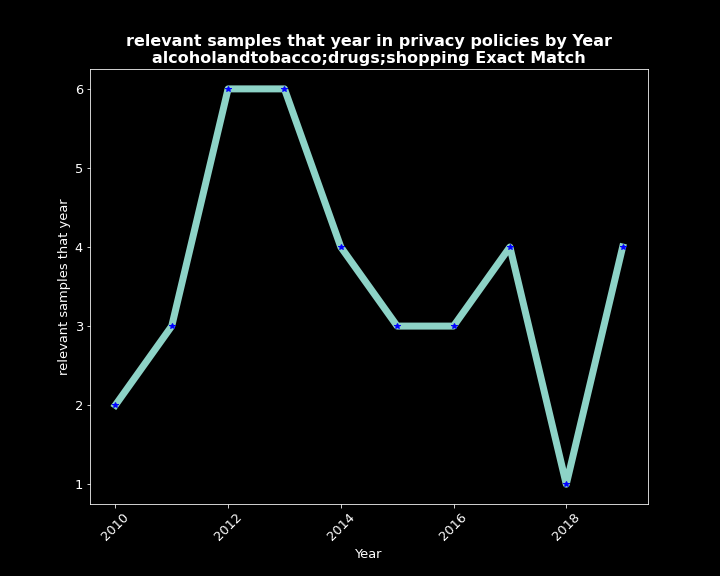 relevant samples that year in privacy policies by Year
alcoholandtobacco;drugs;shopping Exact Match
relevant samples that year
6
5
4
3
2
1
2010
2012
2014
2016
2018
Year